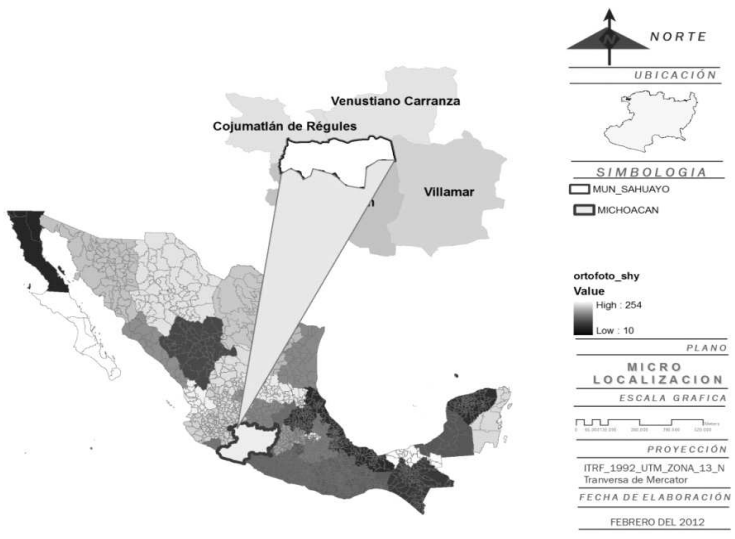 Venustiano Carranza
Cojumatlán de Régules
Villamar
n
N
NORTE
UBICACIÓN
SIMBOLOGIA
MUN_SAHUAYO
MICHOACAN
ortofoto_shy
Value
High : 254
Low : 10
PLANO
MICRO
LOCALIZACION
ESCALA GRAFICA
PROYECCIÓN
ITRF_1992_UTM_ZONA_13_N
Tranversa de Mercator
FECHA DE ELABORACIÓN
FEBRERO DEL 2012